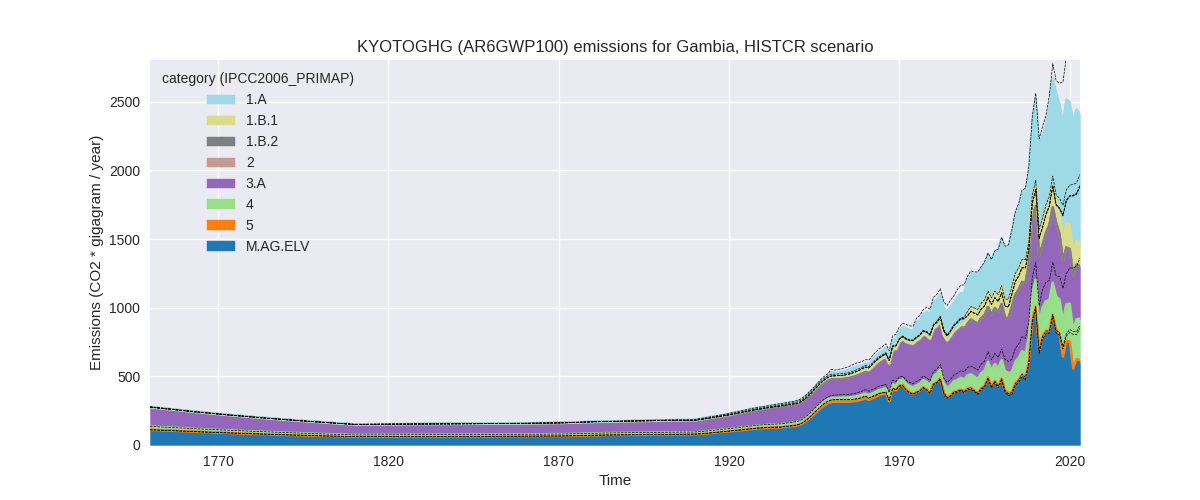 KYOTOGHG (AR6GWP100) emissions for Gambia, HISTCR scenario
category (IPCC2006_PRIMAP)
1.A
1.B.1
1.B.2
2
3.A
4
5
M.AG.ELV
Emissions (CO2 * gigagram / year)
2500
2000
1500
1000
500
0
1770
1820
1870
1920
1970
2020
Time